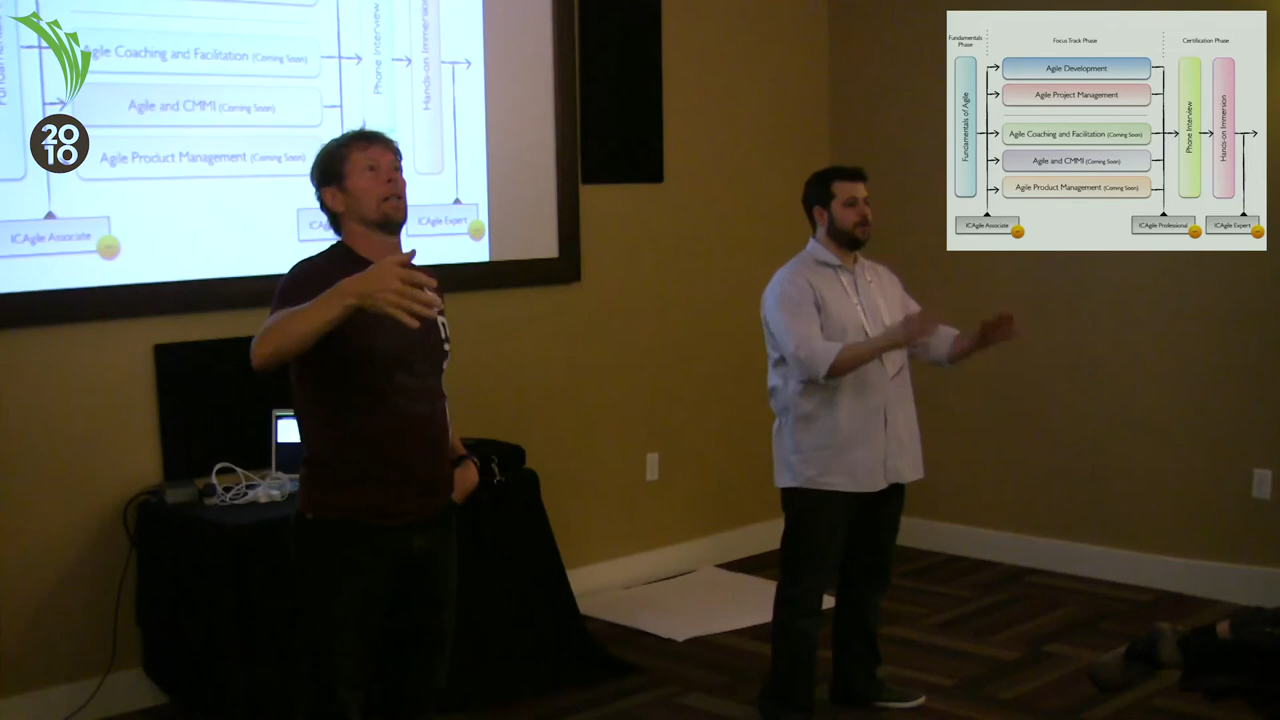 20
10
Agile Coaching and Facilitation (Coming Soon)
Agile and CMMI (Coming Soon)
Agile Product Management (Coming Soon)
Phone Interview
Hands-on Immersion
ICAgile Associate
ICAgile Expert
Fundamentals
Phase
Focus Track Phase
Certification Phase
Fundamentals of Agile
Agile Development
Agile Project Management
Agile Coaching and Facilitation (Coming Soon)
Agile and CMMI (Coming Soon)
Agile Product Management (Coming Soon)
Phone Interview
Hands-on Immersion
ICAgile Associate
ICAgile Professional
ICAgile Expert